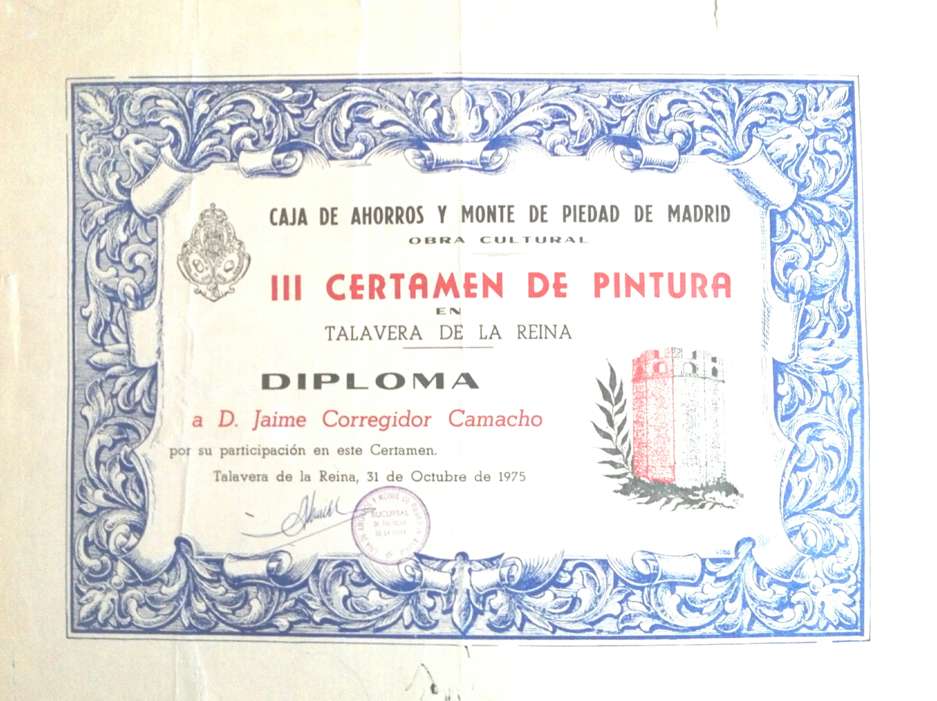 CAJA DE AHORROS Y MONTE DE PIEDAD DE MADRID
OBRA CULTURAL
III CERTAMEN DE PINTURA
EN
TALAVERA DE LA REINA
DIPLOMA
a D. Jaime Corregidor Camacho
por su participación en este Certamen.
Talavera de la Reina, 31 de Octubre de 1975
SUCURSAL